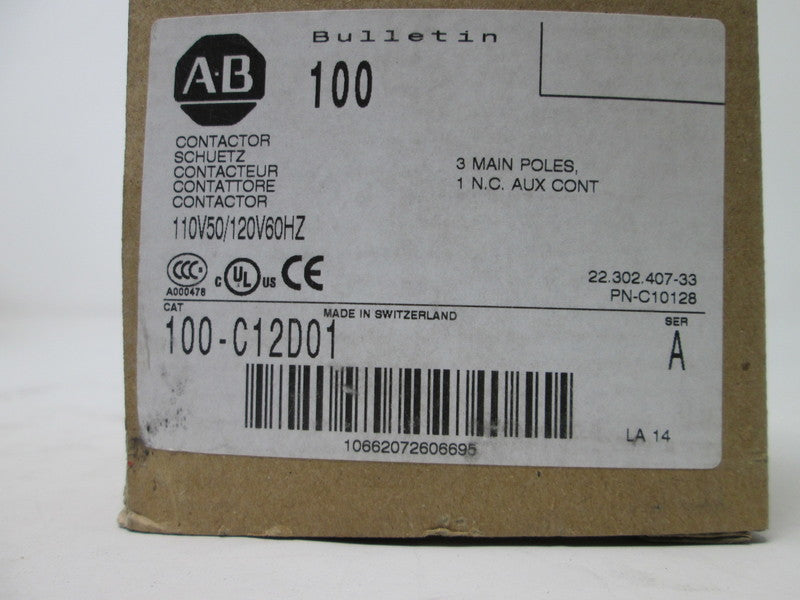 Bulletin
A·B
100
CONTACTOR
SCHUETZ
CONTACTEUR
CONTATTORE
CONTACTOR
3 MAIN POLES,
1 N.C. AUX CONT
110V50/120V60HZ
CCC
A000478
C UL US CE
22.302.407-33
PN-C10128
CAT
MADE IN SWITZERLAND
SER
100-C12D01
A
10662072606695
LA 14